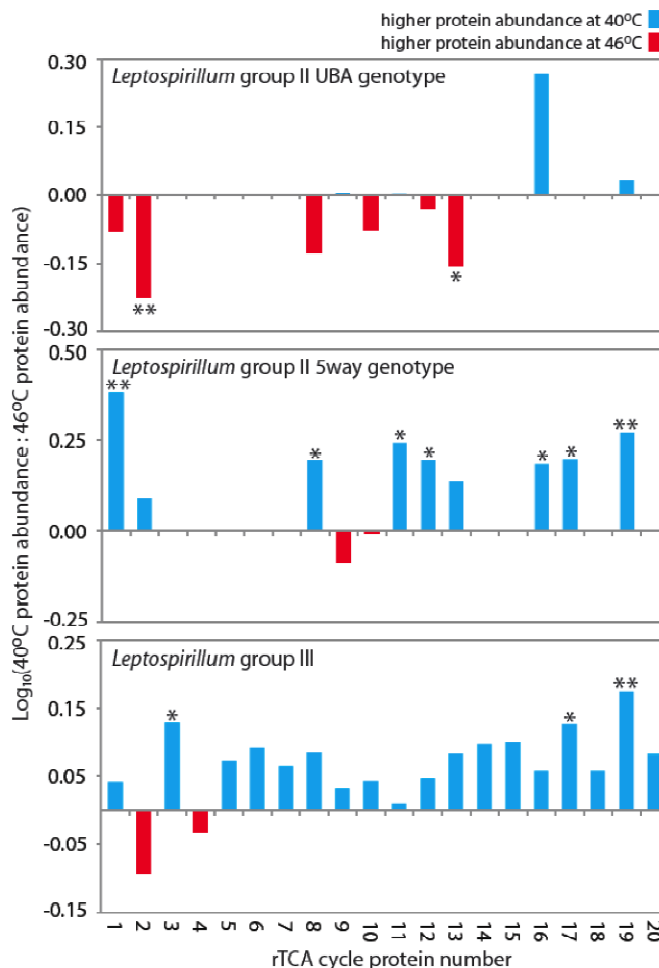 higher protein abundance at 40ºC
higher protein abundance at 46ºC
Log₁₀(40ºC protein abundance : 46ºC protein abundance)
0.30
Leptospirillum group II UBA genotype
0.15
0.00
-0.15
*
**
-0.30
0.50
Leptospirillum group II 5way genotype
** * * * * * **
0.25
0.00
-0.25
0.25
Leptospirillum group III
* * **
0.15
0.05
-0.05
-0.15
1 2 3 4 5 6 7 8 9 10 11 12 13 14 15 16 17 18 19 20
rTCA cycle protein number